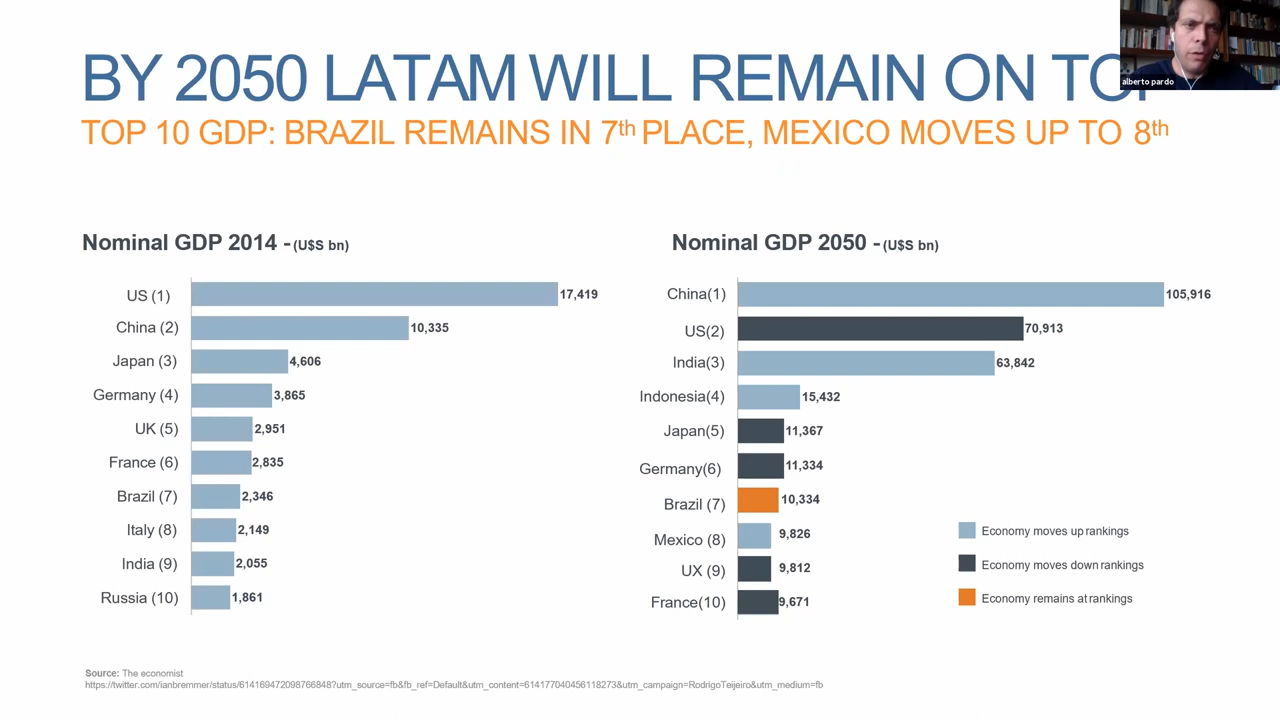 BY 2050 LATAM WILL REMAIN ON TOP
alberto pardo
TOP 10 GDP: BRAZIL REMAINS IN 7th PLACE, MEXICO MOVES UP TO 8th
Nominal GDP 2014 - (U$S bn)
US (1) 17,419
China (2) 10,335
Japan (3) 4,606
Germany (4) 3,865
UK (5) 2,951
France (6) 2,835
Brazil (7) 2,346
Italy (8) 2,149
India (9) 2,055
Russia (10) 1,861
Nominal GDP 2050 - (U$S bn)
China(1) 105,916
US(2) 70,913
India(3) 63,842
Indonesia(4) 15,432
Japan(5) 11,367
Germany(6) 11,334
Brazil (7) 10,334
Mexico (8) 9,826
UX (9) 9,812
France(10) 9,671
Economy moves up rankings
Economy moves down rankings
Economy remains at rankings
Source: The economist
https://twitter.com/ianbremmer/status/614169472098766848?utm_source=fb&fb_ref=Default&utm_content=614177040456118273&utm_campaign=RodrigoTeijeiro&utm_medium=fb